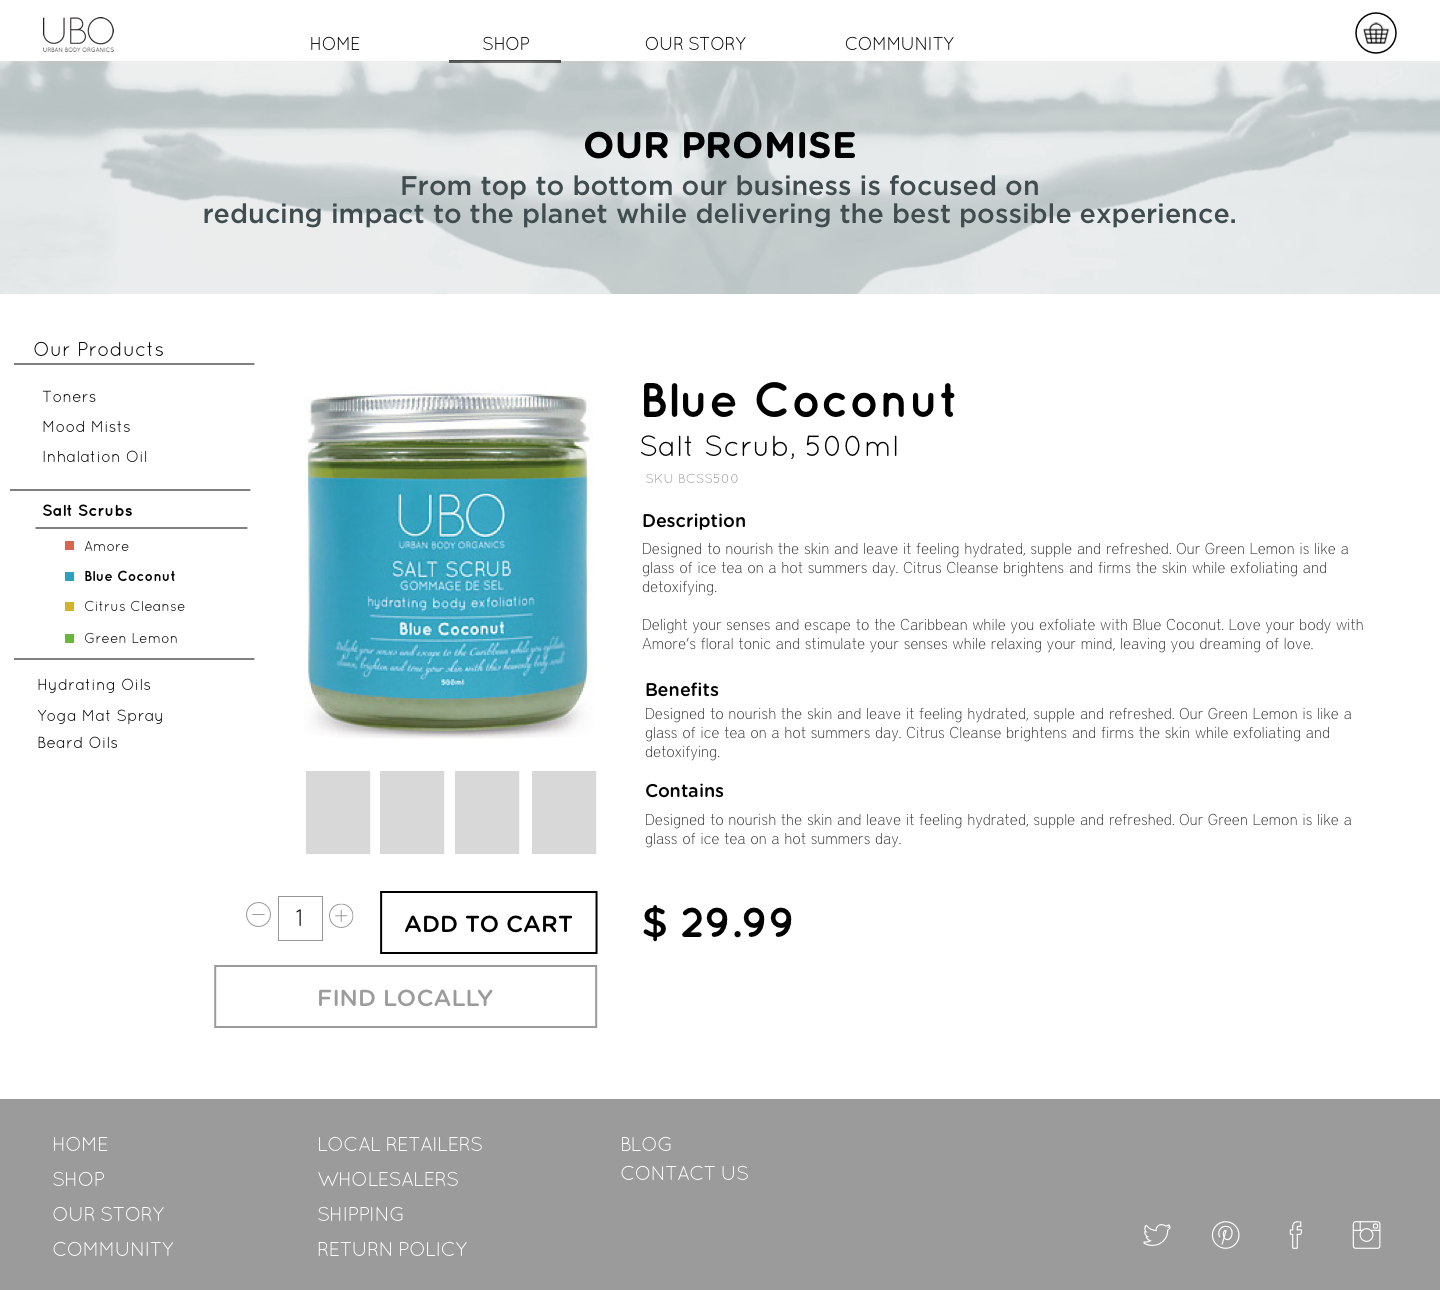 UBO
URBAN BODY ORGANICS
HOME
SHOP
OUR STORY
COMMUNITY
OUR PROMISE
From top to bottom our business is focused on
reducing impact to the planet while delivering the best possible experience.
Our Products
Toners
Mood Mists
Inhalation Oil
Salt Scrubs
Amore
Blue Coconut
Citrus Cleanse
Green Lemon
Hydrating Oils
Yoga Mat Spray
Beard Oils
UBO
URBAN BODY ORGANICS
SALT SCRUB
GOMMAGE DE SEL
hydrating body exfoliation
Blue Coconut
Delight your senses and escape to the Caribbean while you exfoliate,
cleanse, brighten and tone your skin with this heavenly body scrub
500ml
Blue Coconut
Salt Scrub, 500ml
SKU BCSS500
Description
Designed to nourish the skin and leave it feeling hydrated, supple and refreshed. Our Green Lemon is like a
glass of ice tea on a hot summers day. Citrus Cleanse brightens and firms the skin while exfoliating and
detoxifying.
Delight your senses and escape to the Caribbean while you exfoliate with Blue Coconut. Love your body with
Amore's floral tonic and stimulate your senses while relaxing your mind, leaving you dreaming of love.
Benefits
Designed to nourish the skin and leave it feeling hydrated, supple and refreshed. Our Green Lemon is like a
glass of ice tea on a hot summers day. Citrus Cleanse brightens and firms the skin while exfoliating and
detoxifying.
Contains
Designed to nourish the skin and leave it feeling hydrated, supple and refreshed. Our Green Lemon is like a
glass of ice tea on a hot summers day.
1
ADD TO CART
$ 29.99
FIND LOCALLY
HOME
SHOP
OUR STORY
COMMUNITY
LOCAL RETAILERS
WHOLESALERS
SHIPPING
RETURN POLICY
BLOG
CONTACT US